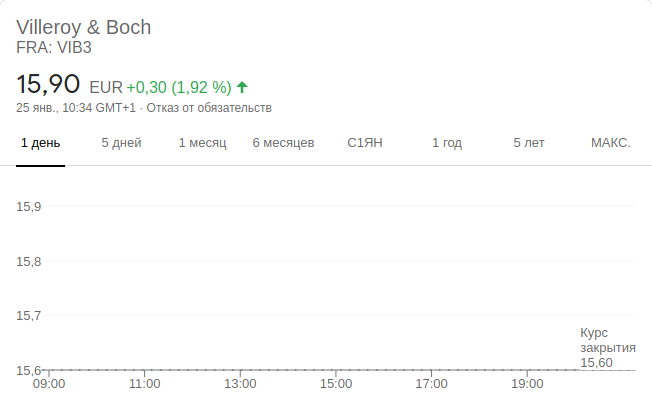 Villeroy & Boch
FRA: VIB3
15,90 EUR +0,30 (1,92 %)
25 янв., 10:34 GMT+1 · Отказ от обязательств
1 день 5 дней 1 месяц 6 месяцев С1ЯН 1 год 5 лет МАКС.
15,9
15,8
15,7
15,6
Курс
закрытия
15,60
09:00 11:00 13:00 15:00 17:00 19:00